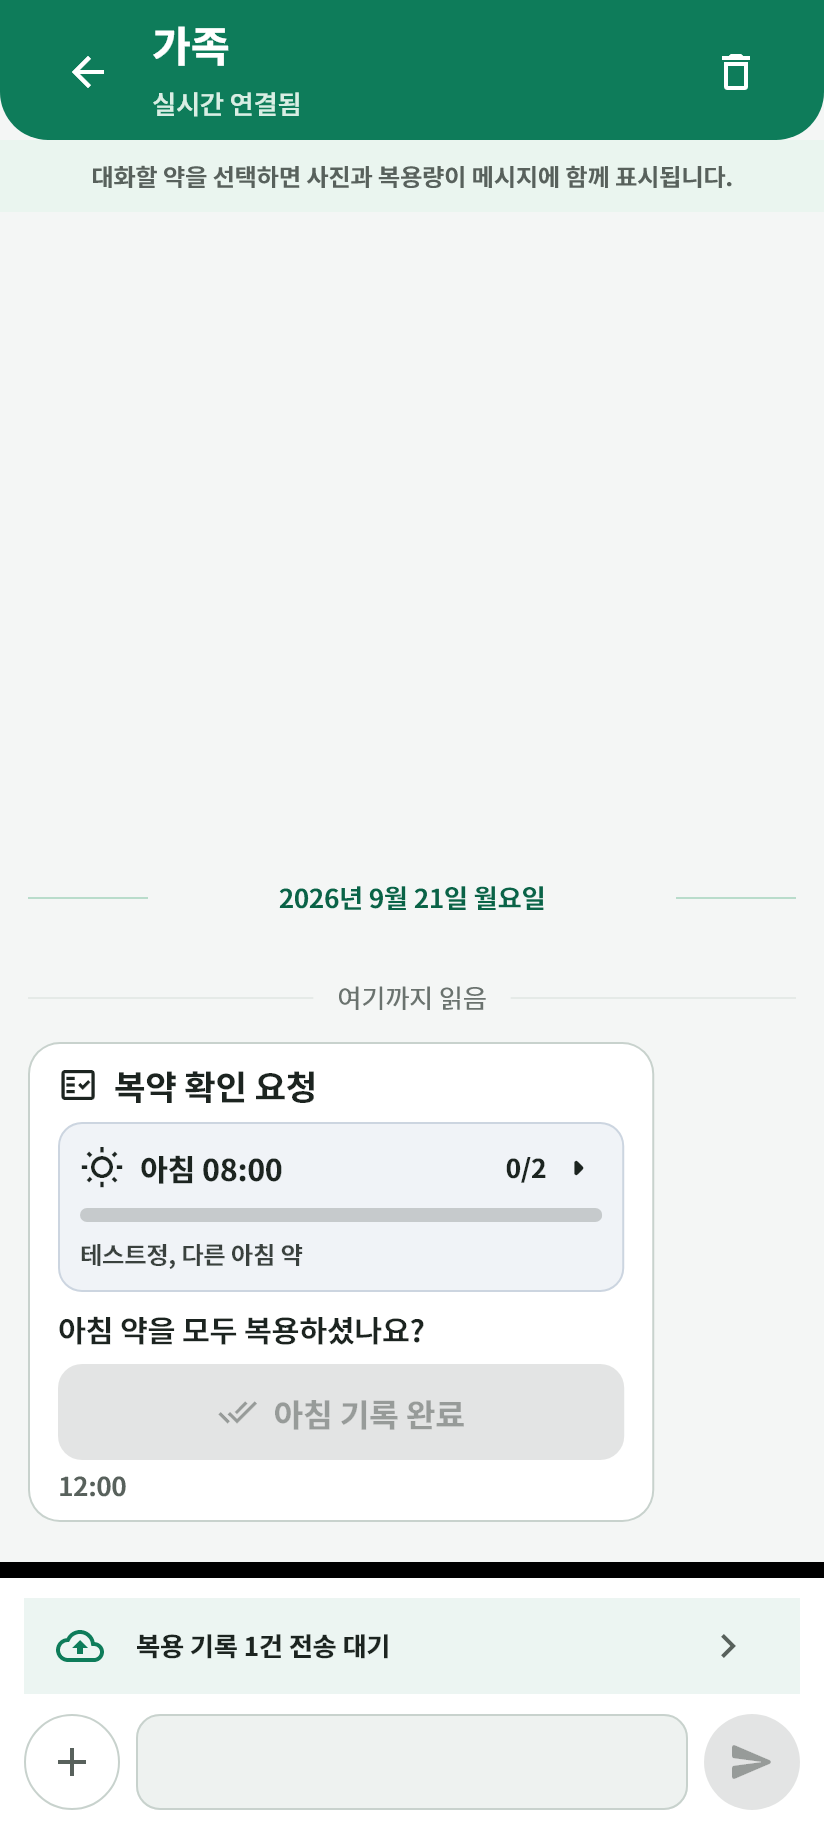 가족
실시간 연결됨
대화할 약을 선택하면 사진과 복용량이 메시지에 함께 표시됩니다.
2026년 9월 21일 월요일
여기까지 읽음
복약 확인 요청
아침 08:00 0/2
테스트정, 다른 아침 약
아침 약을 모두 복용하셨나요?
아침 기록 완료
12:00
복용 기록 1건 전송 대기